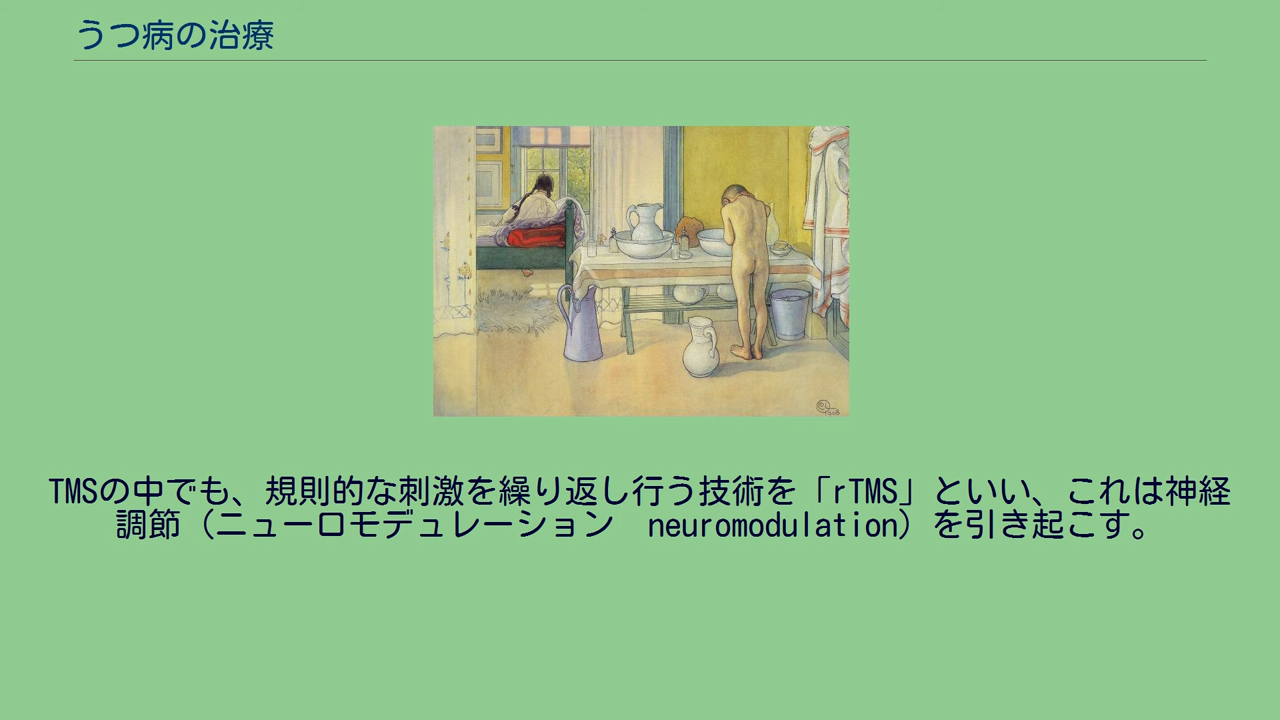 うつ病の治療
TMSの中でも、規則的な刺激を繰り返し行う技術を「rTMS」といい、これは神経
調節（ニューロモデュレーション　neuromodulation）を引き起こす。